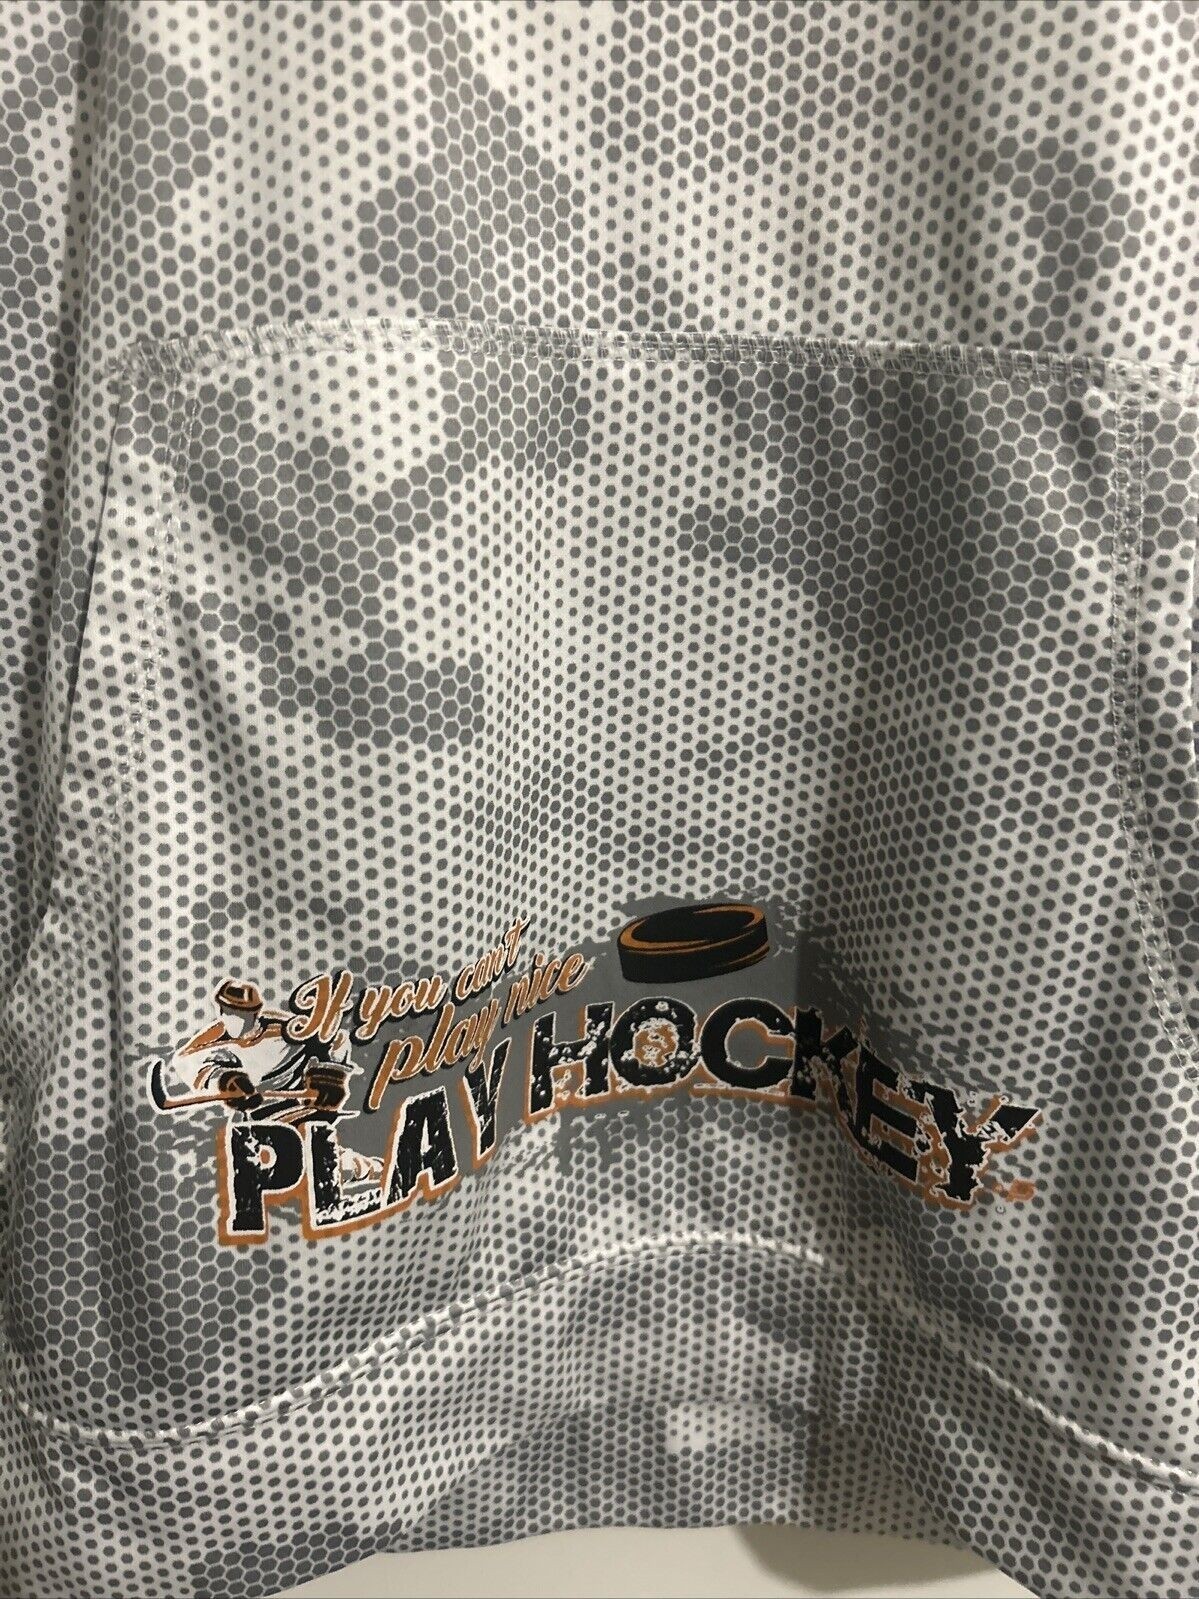 If you can't
play nice
PLAY HOCKEY